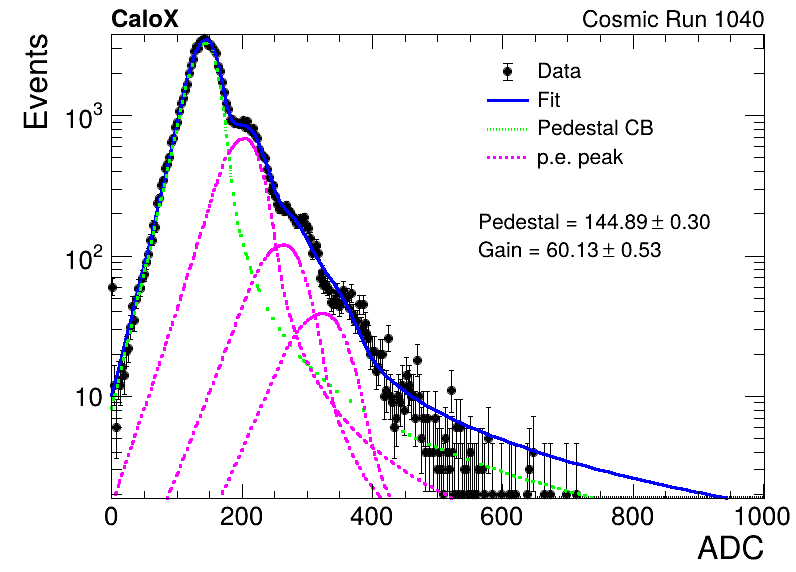 CaloX Cosmic Run 1040
Events
Data
Fit
Pedestal CB
p.e. peak
Pedestal = 144.89 ± 0.30
Gain = 60.13 ± 0.53
10³
10²
10
0 200 400 600 800 1000
ADC